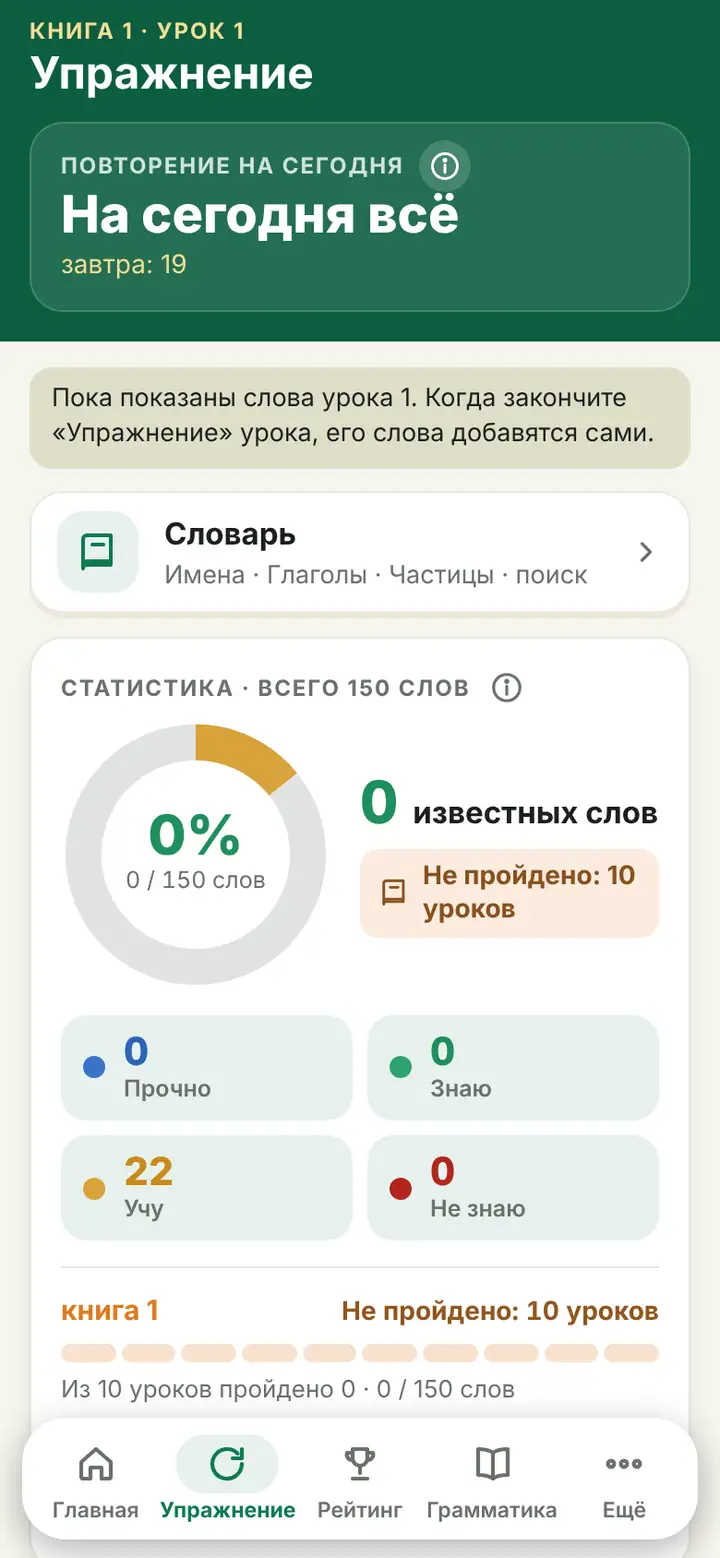 КНИГА 1 · УРОК 1
Упражнение
ПОВТОРЕНИЕ НА СЕГОДНЯ
На сегодня всё
завтра: 19
Пока показаны слова урока 1. Когда закончите
«Упражнение» урока, его слова добавятся сами.
Словарь
Имена · Глаголы · Частицы · поиск
СТАТИСТИКА · ВСЕГО 150 СЛОВ
0%
0 / 150 слов
0 известных слов
Не пройдено: 10
уроков
0
Прочно
0
Знаю
22
Учу
0
Не знаю
книга 1
Не пройдено: 10 уроков
Из 10 уроков пройдено 0 · 0 / 150 слов
Главная
Упражнение
Рейтинг
Грамматика
Ещё